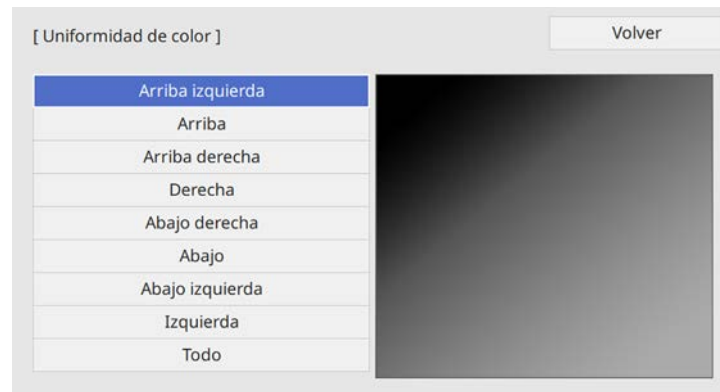 [ Uniformidad de color ]
Volver
Arriba izquierda
Arriba
Arriba derecha
Derecha
Abajo derecha
Abajo
Abajo izquierda
Izquierda
Todo